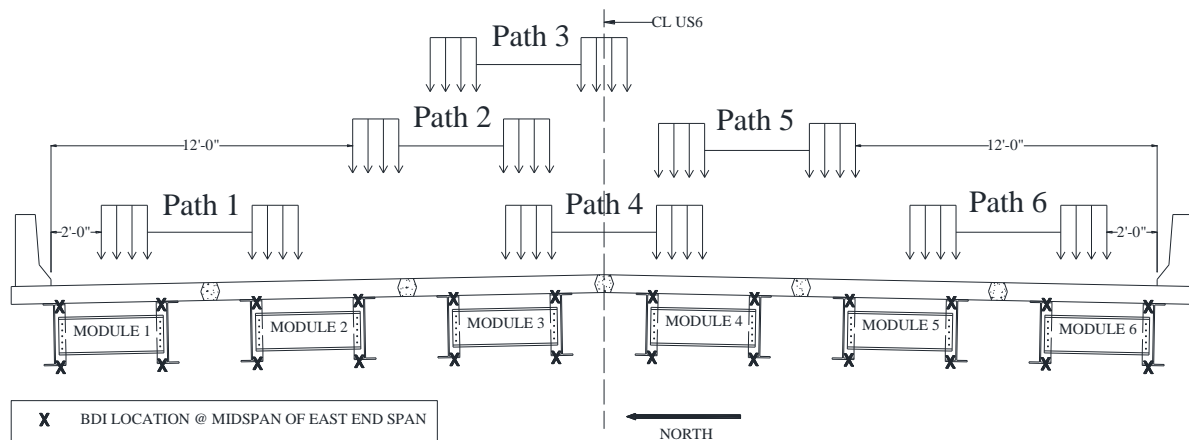 CL US6
Path 3
Path 2
Path 5
12'-0"
12'-0"
Path 1
Path 4
Path 6
2'-0"
2'-0"
MODULE 1
MODULE 2
MODULE 3
MODULE 4
MODULE 5
MODULE 6
X BDI LOCATION @ MIDSPAN OF EAST END SPAN
NORTH